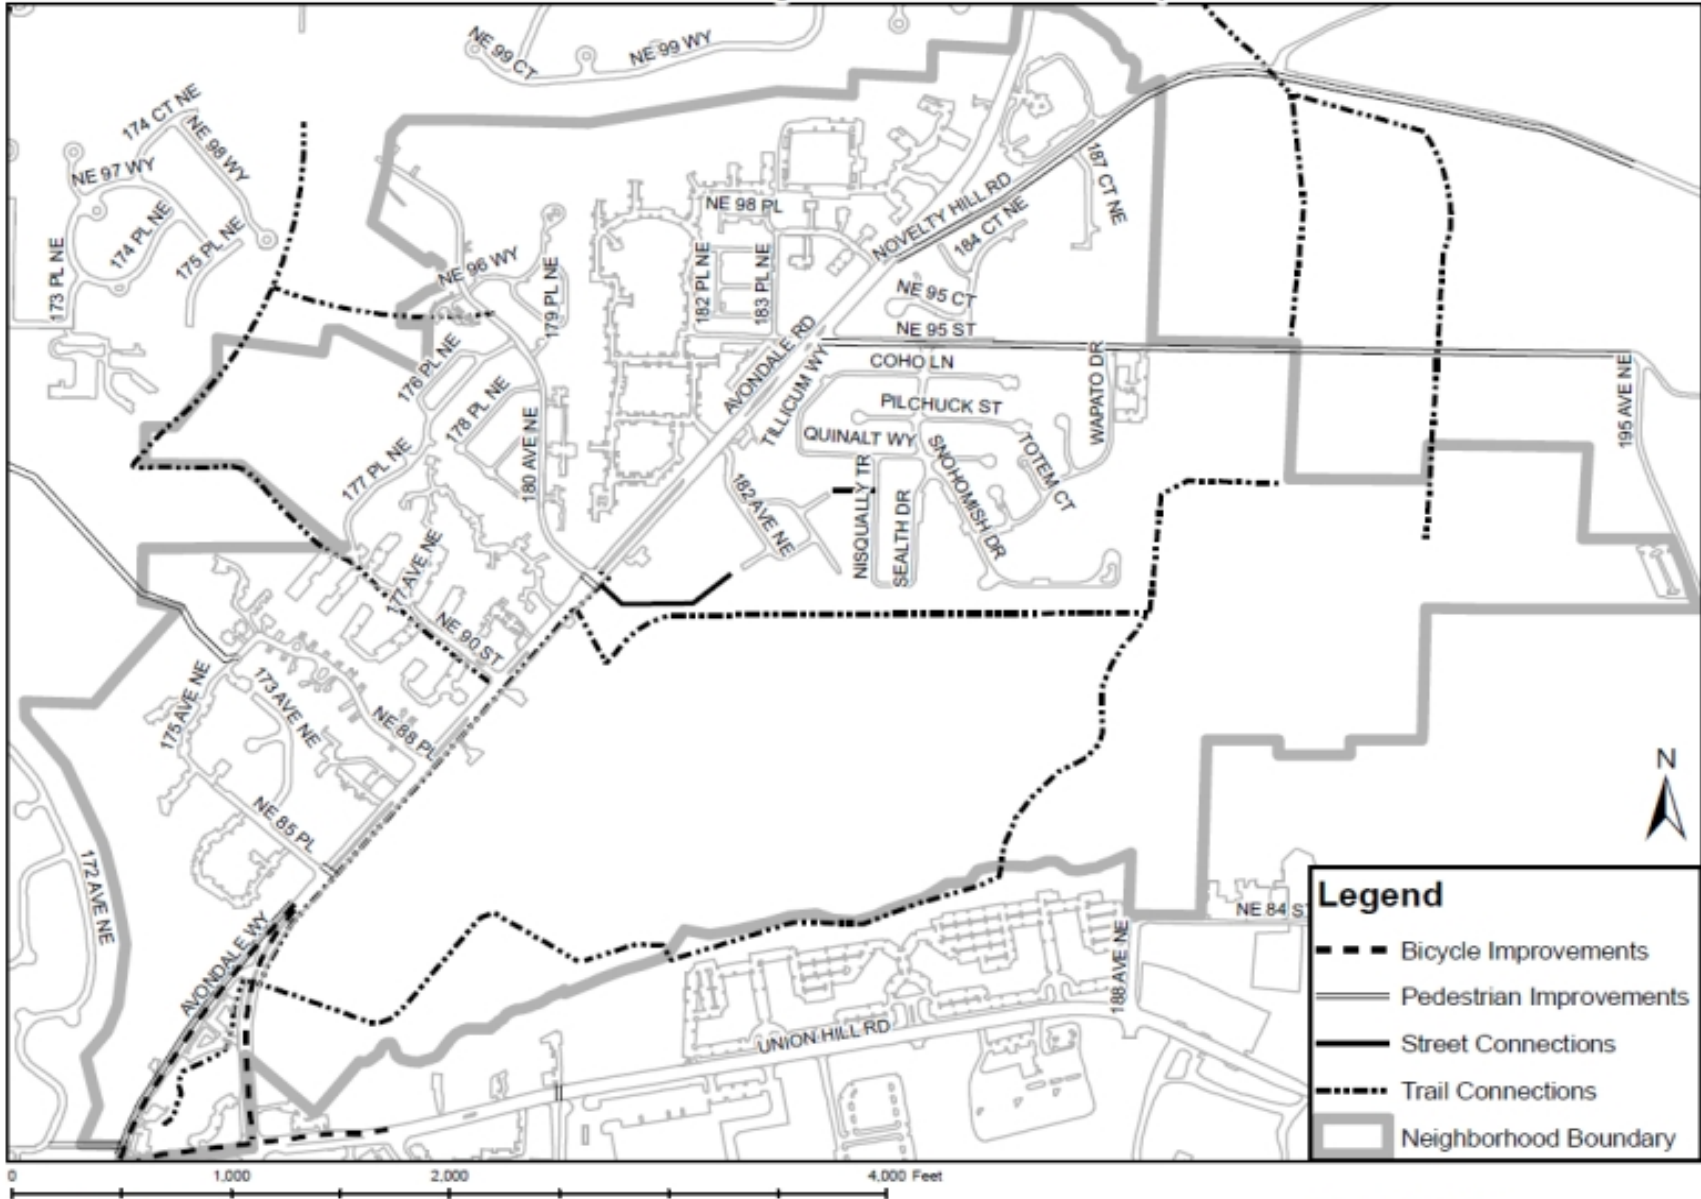 NE 99 CT
NE 99 WY
174 CT NE
NE 98 WY
NE 97 WY
174 PL NE
175 PL NE
173 PL NE
NE 96 WY
179 PL NE
NE 98 PL
182 PL NE
183 PL NE
NOVELTY HILL RD
184 CT NE
187 CT NE
NE 95 CT
NE 95 ST
AVONDALE RD
TILLICUM WY
COHO LN
PILCHUCK ST
QUINALT WY
WAPATO DR
195 AVE NE
176 PL NE
178 PL NE
177 PL NE
180 AVE NE
182 AVE NE
NISQUALLY TR
SEALTH DR
SNOHOMISH DR
TOTEM CT
177 AVE NE
NE 90 ST
175 AVE NE
173 AVE NE
NE 88 PL
NE 85 PL
172 AVE NE
AVONDALE WY
UNION HILL RD
188 AVE NE
NE 84 ST
N
Legend
Bicycle Improvements
Pedestrian Improvements
Street Connections
Trail Connections
Neighborhood Boundary
0 1,000 2,000 4,000 Feet